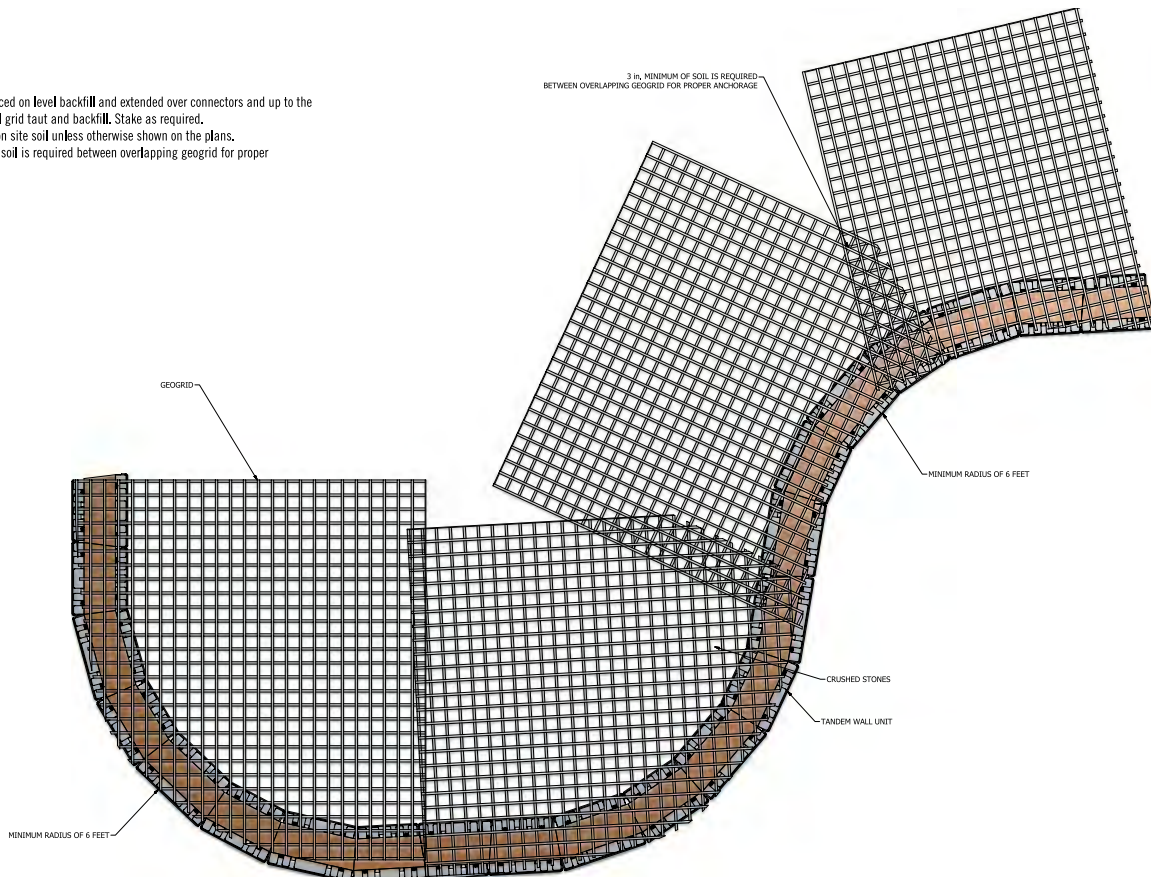 ced on level backfill and extended over connectors and up to the
grid taut and backfill. Stake as required.
on site soil unless otherwise shown on the plans.
soil is required between overlapping geogrid for proper
3 in. MINIMUM OF SOIL IS REQUIRED
BETWEEN OVERLAPPING GEOGRID FOR PROPER ANCHORAGE
GEOGRID
MINIMUM RADIUS OF 6 FEET
CRUSHED STONES
TANDEM WALL UNIT
MINIMUM RADIUS OF 6 FEET